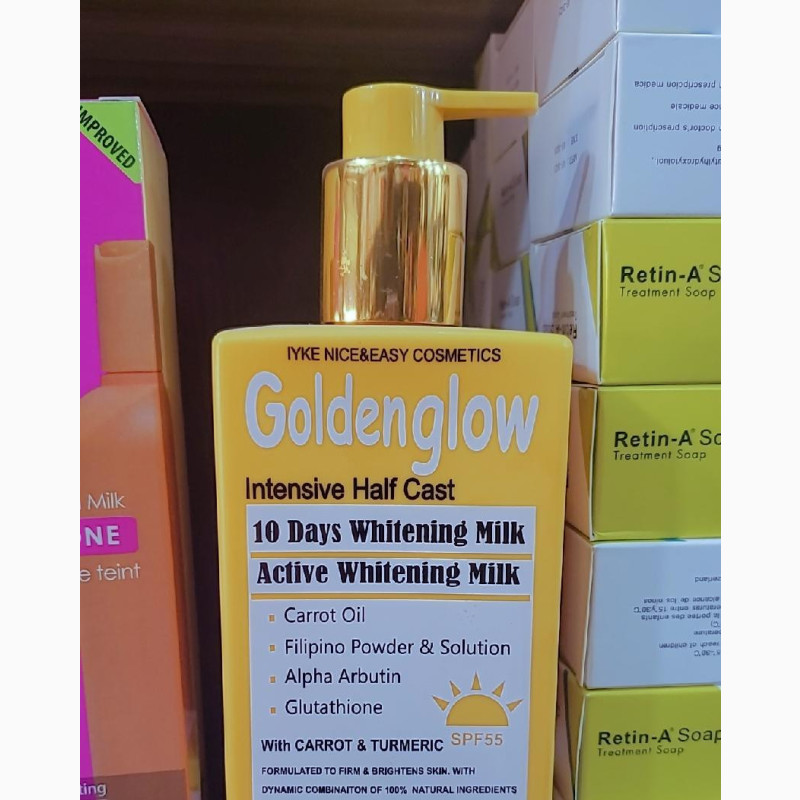 IMPROVED
IYKE NICE&EASY COSMETICS
Goldenglow
Intensive Half Cast
10 Days Whitening Milk
Active Whitening Milk
Carrot Oil
Filipino Powder & Solution
Alpha Arbutin
Glutathione
SPF55
With CARROT & TURMERIC
FORMULATED TO FIRM & BRIGHTENS SKIN. WITH
DYNAMIC COMBINAITON OF 100% NATURAL INGREDIENTS
Milk
teint
Retin-A®
Treatment Soap
Retin-A®
Treatment Soap
Retin-A® Soap
Treatment Soap
doctor's prescription